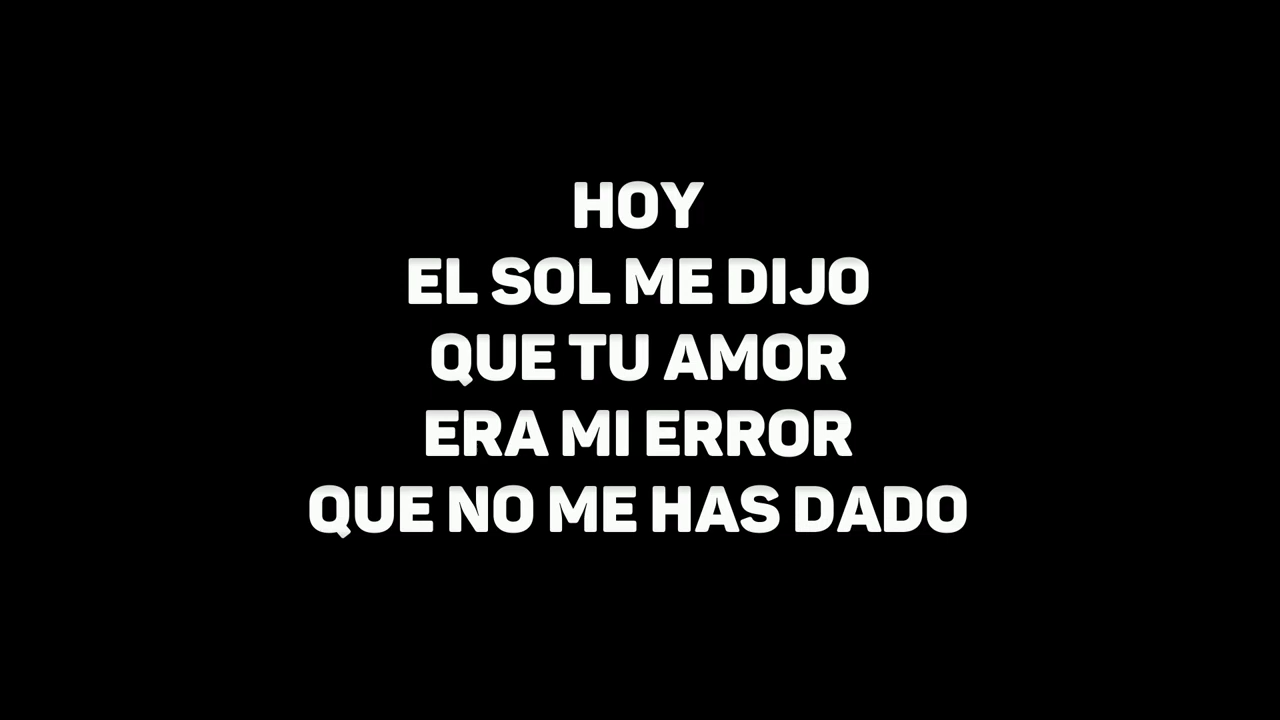 HOY
EL SOL ME DIJO
QUE TU AMOR
ERA MI ERROR
QUE NO ME HAS DADO